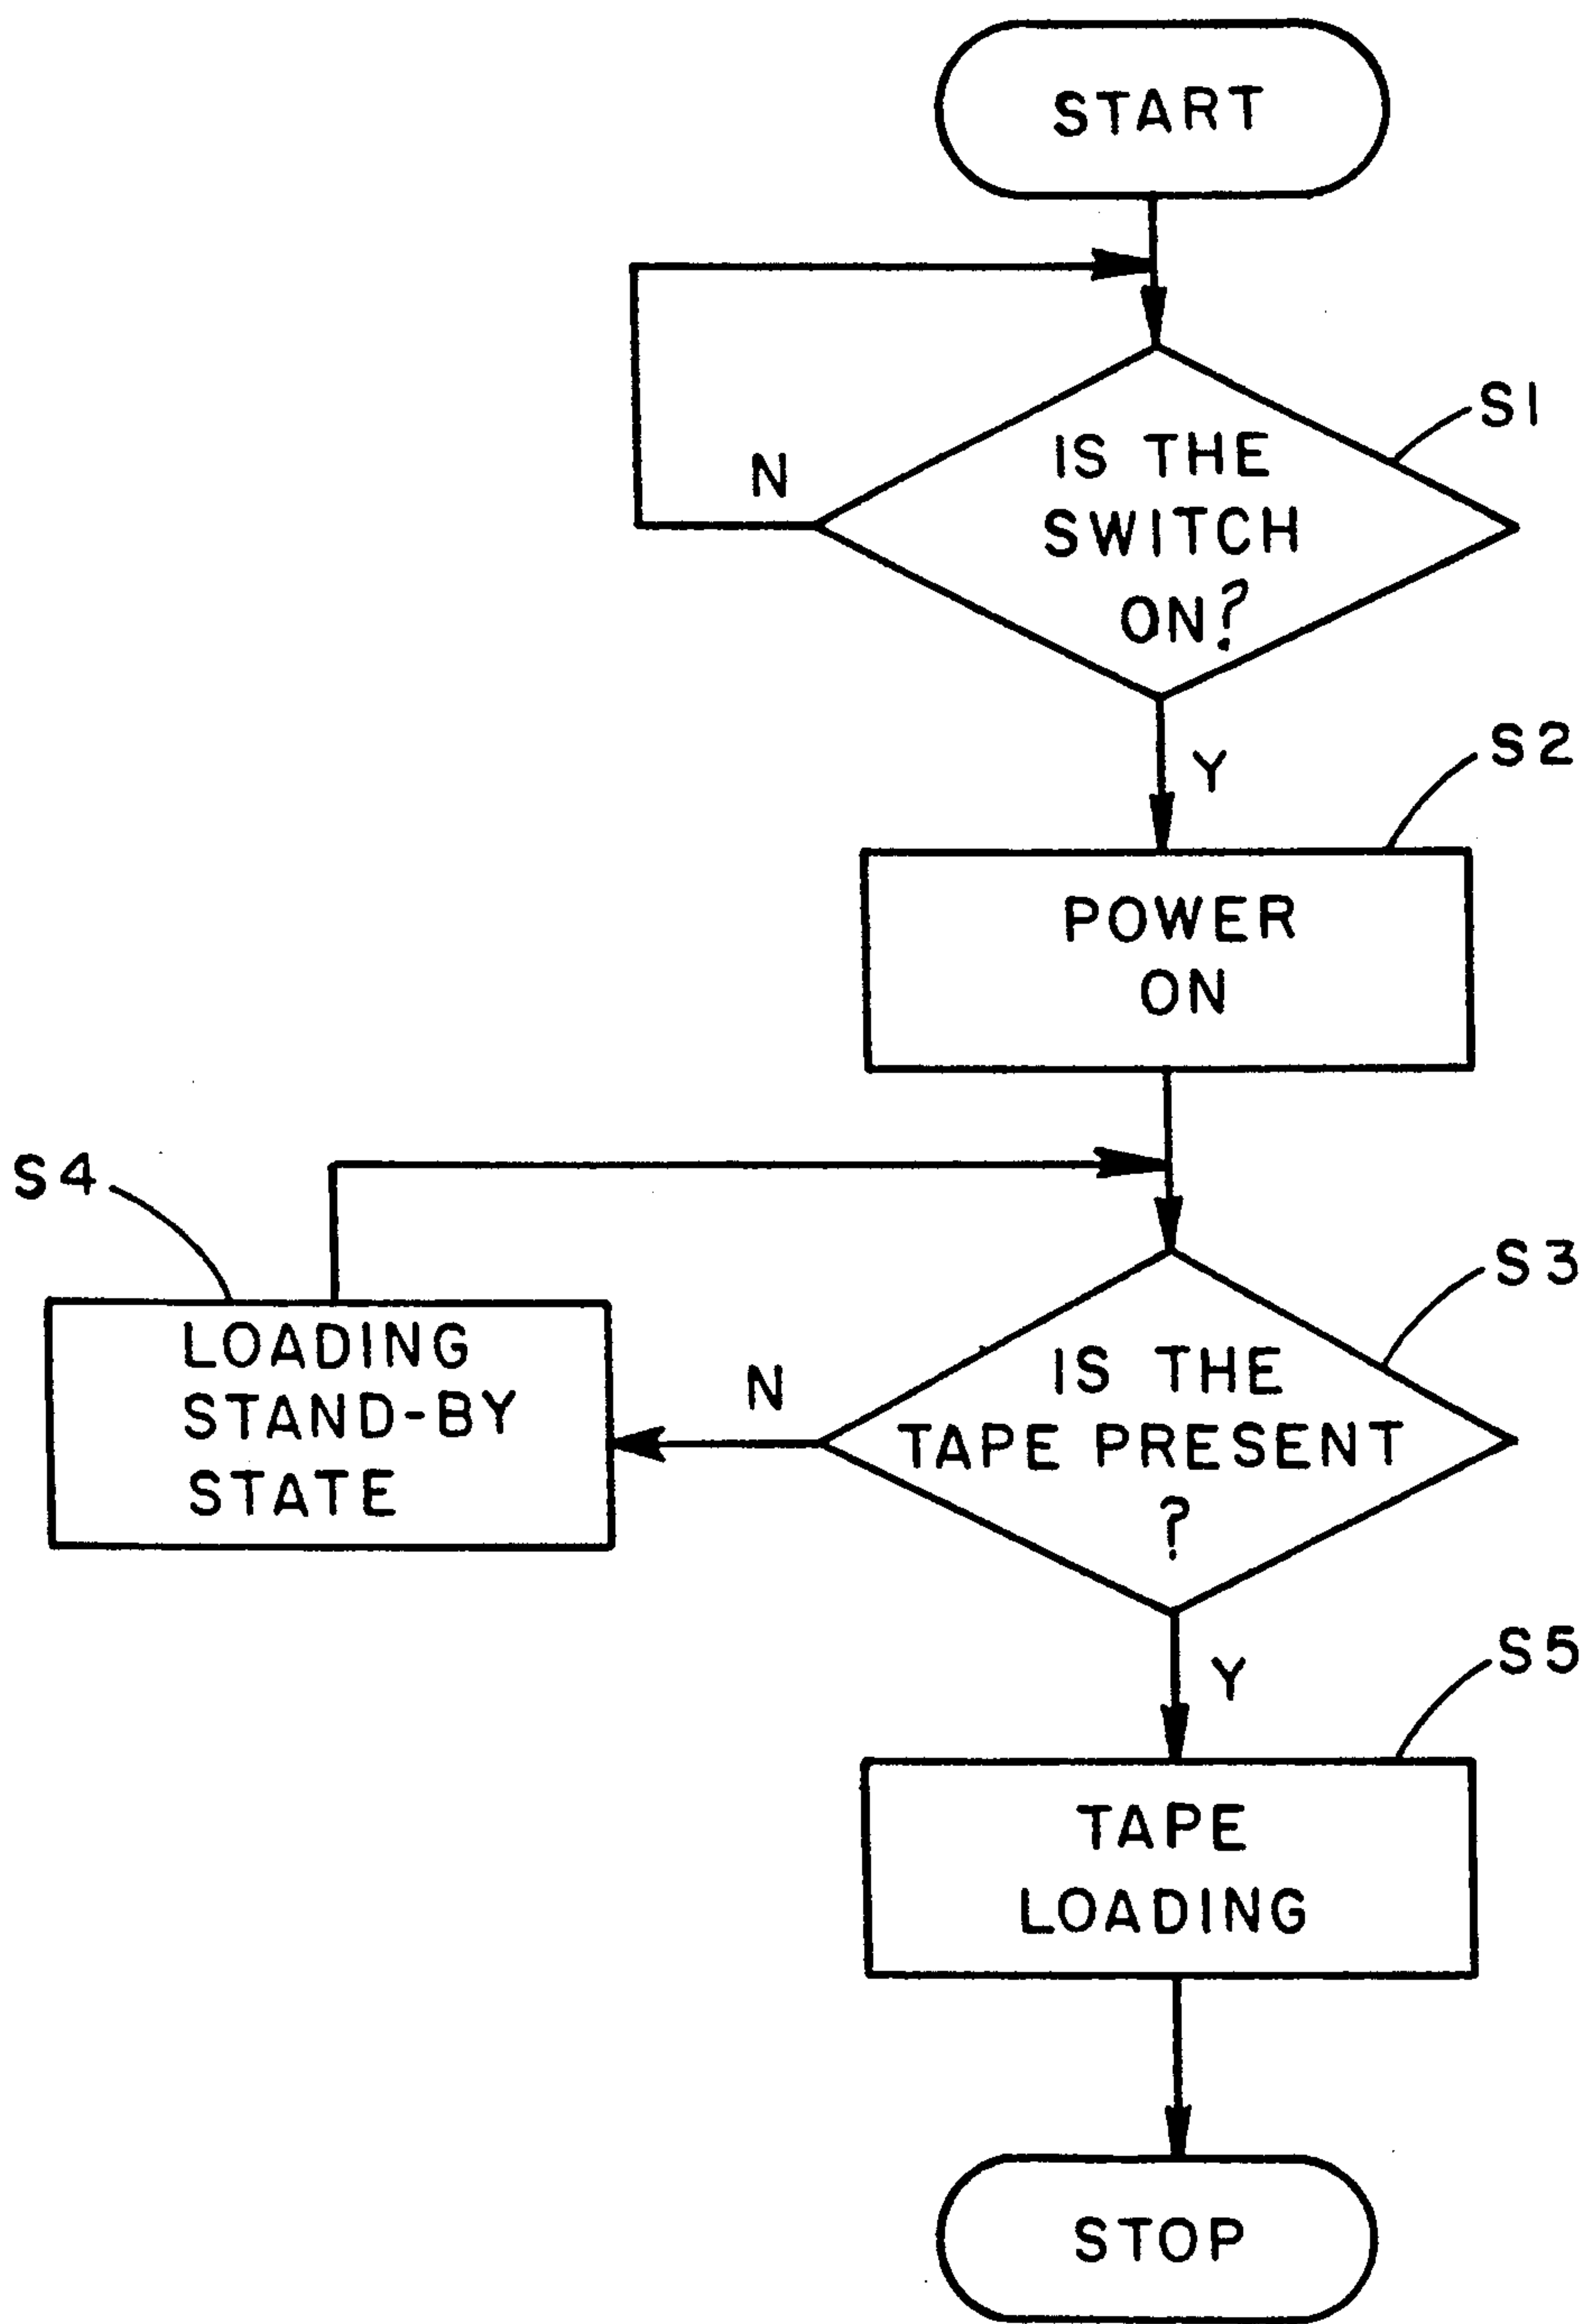 START
S1
IS THE
SWITCH
ON?
N
Y
S2
POWER
ON
S4
S3
LOADING
STAND-BY
STATE
N
IS THE
TAPE PRESENT
?
Y
S5
TAPE
LOADING
STOP